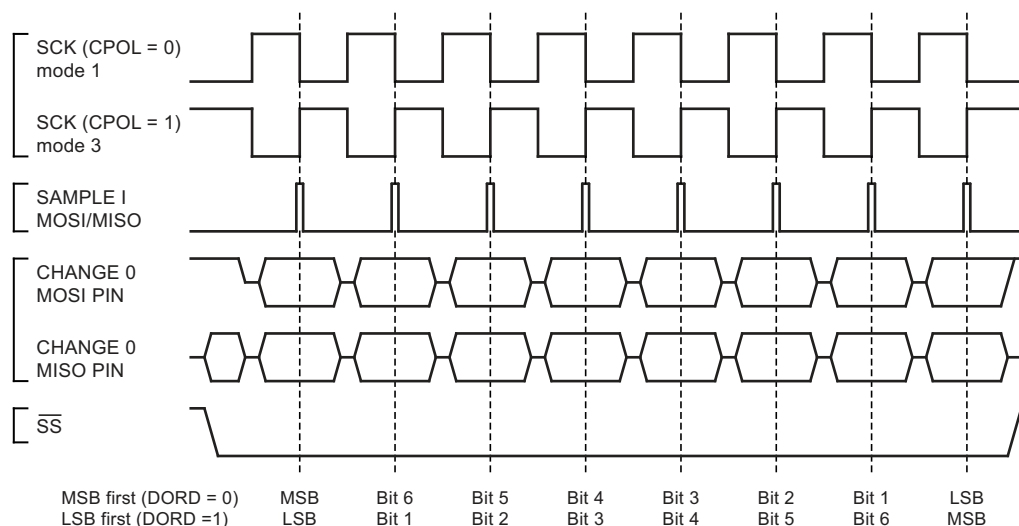 SCK (CPOL = 0)
mode 1
SCK (CPOL = 1)
mode 3
SAMPLE I
MOSI/MISO
CHANGE 0
MOSI PIN
CHANGE 0
MISO PIN
SS
MSB first (DORD = 0) MSB Bit 6 Bit 5 Bit 4 Bit 3 Bit 2 Bit 1 LSB
LSB first (DORD =1) LSB Bit 1 Bit 2 Bit 3 Bit 4 Bit 5 Bit 6 MSB